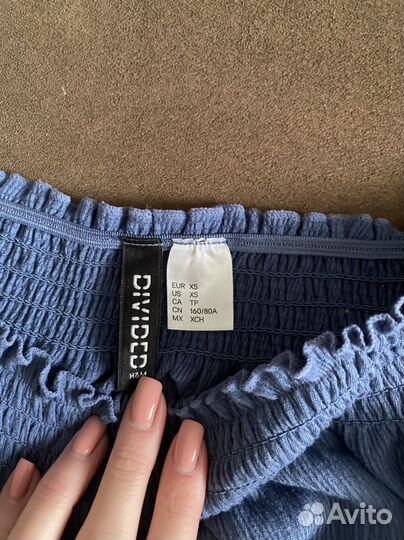 DIVIDED
H&M
EUR XS
US XS
CA TP
CN 160/80A
MX XCH
Avito